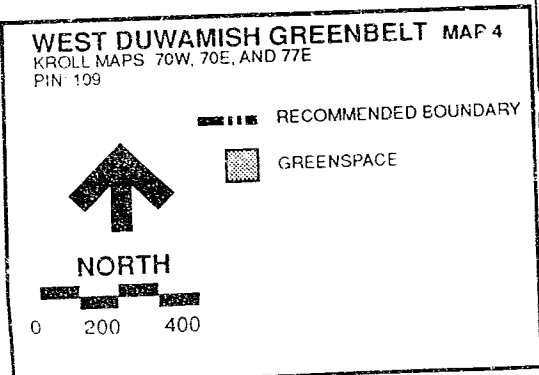 WEST DUWAMISH GREENBELT MAP 4
KROLL MAPS 70W, 70E, AND 77E
PIN: 109
RECOMMENDED BOUNDARY
GREENSPACE
NORTH
0 200 400